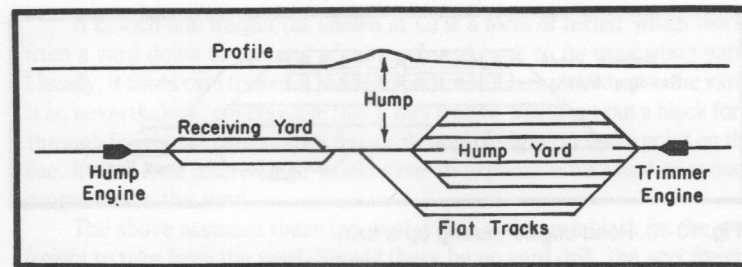 Profile
Hump
Receiving Yard
Hump Yard
Hump
Engine
Trimmer
Engine
Flat Tracks